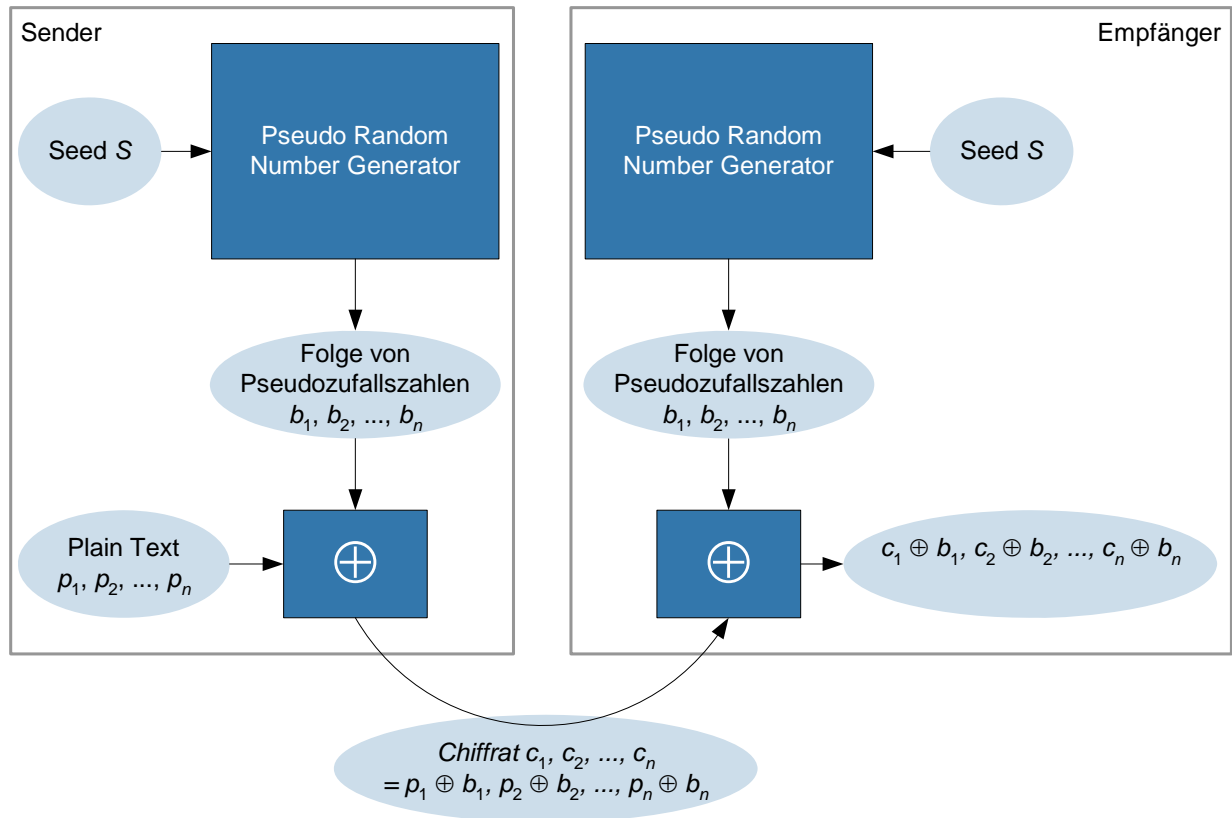 Sender
Seed S
Pseudo Random
Number Generator
Folge von
Pseudozufallszahlen
b₁, b₂, ..., bₙ
Plain Text
p₁, p₂, ..., pₙ
⊕
Empfänger
Pseudo Random
Number Generator
Seed S
Folge von
Pseudozufallszahlen
b₁, b₂, ..., bₙ
⊕
c₁ ⊕ b₁, c₂ ⊕ b₂, ..., cₙ ⊕ bₙ
Chiffrat c₁, c₂, ..., cₙ
= p₁ ⊕ b₁, p₂ ⊕ b₂, ..., pₙ ⊕ bₙ